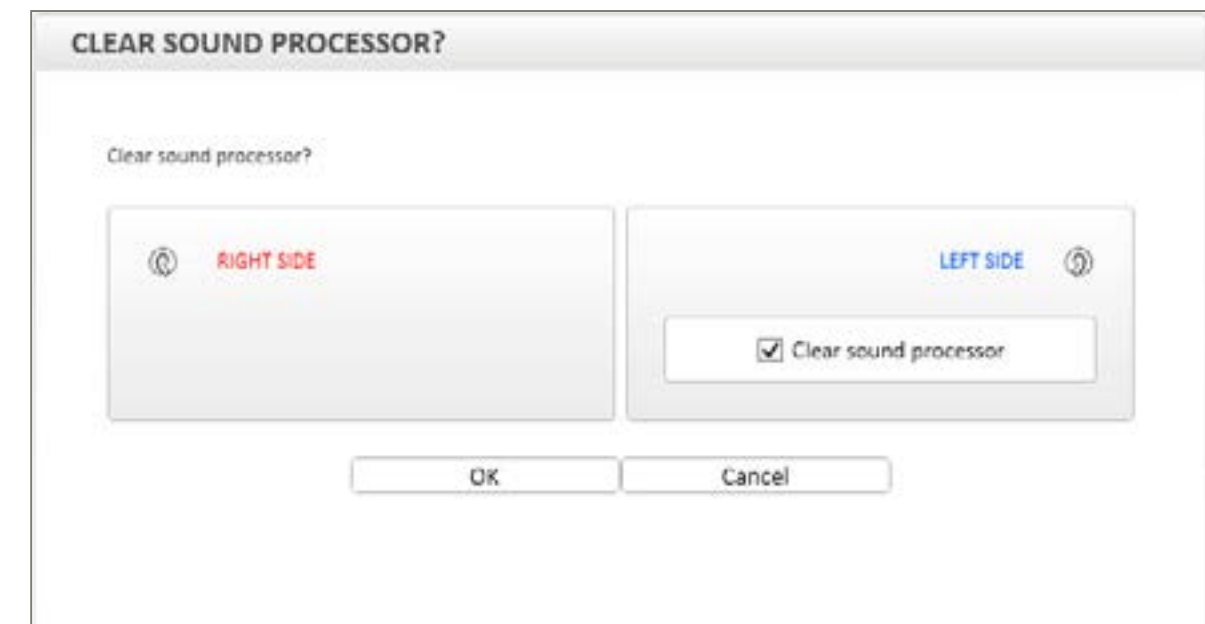 CLEAR SOUND PROCESSOR?
Clear sound processor?
RIGHT SIDE
LEFT SIDE
Clear sound processor
OK
Cancel